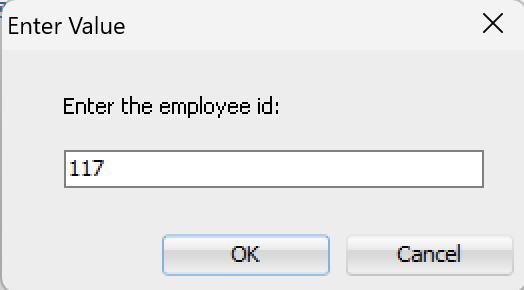 Enter Value
Enter the employee id:
117
OK
Cancel